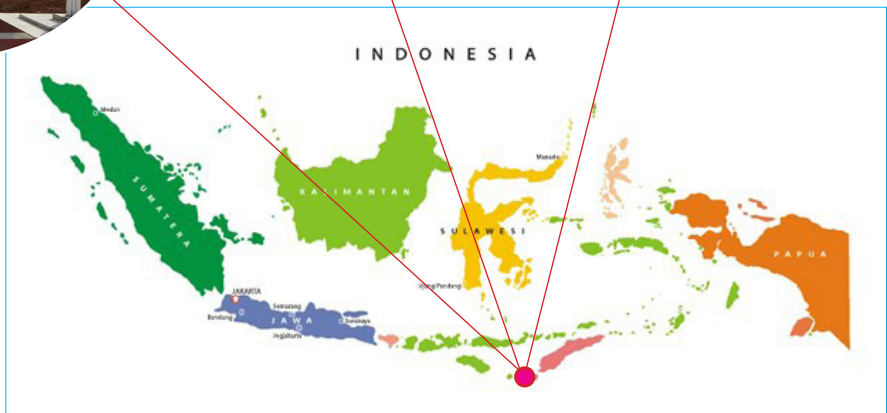 INDONESIA
Medan
Manado
KALIMANTAN
SUMATERA
SULAWESI
PAPUA
Ujung Pandang
JAKARTA
Semarang
Bandung
JAWA
Surabaya
Jogjakarta